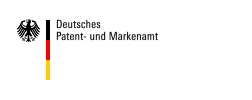 Deutsches
Patent- und Markenamt